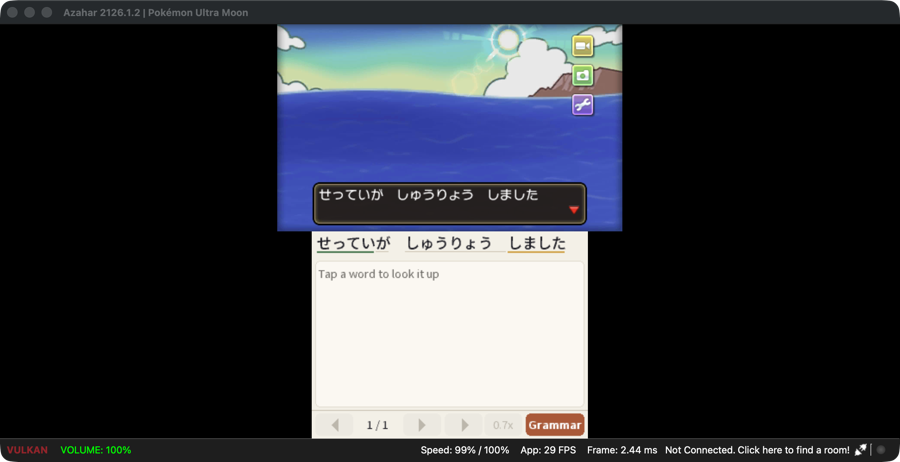 Azahar 2126.1.2 | Pokémon Ultra Moon
せっていが　しゅうりょう　しました
せっていが　しゅうりょう　しました
Tap a word to look it up
1 / 1
0.7x
Grammar
VULKAN VOLUME: 100% Speed: 99% / 100% App: 29 FPS Frame: 2.44 ms Not Connected. Click here to find a room!